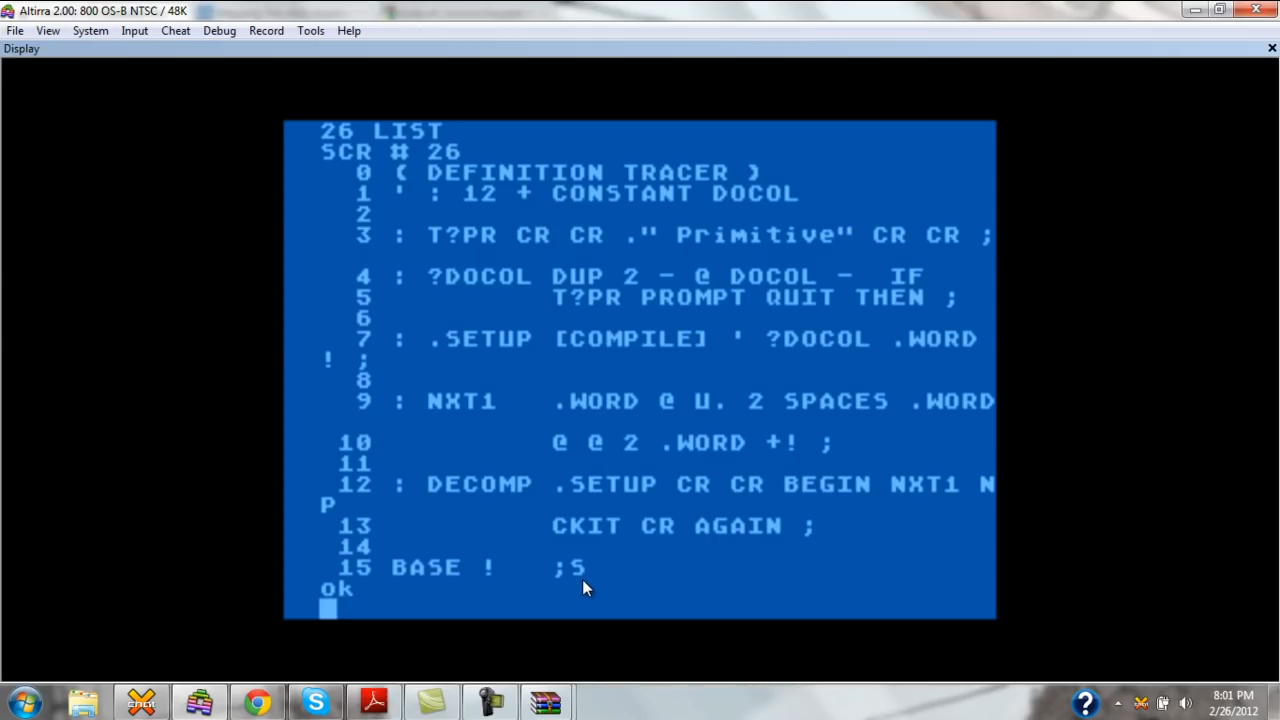 Altirra 2.00: 800 OS-B NTSC / 48K
File View System Input Cheat Debug Record Tools Help
Display
26 LIST
SCR # 26
0 ( DEFINITION TRACER )
1 ' : 12 + CONSTANT DOCOL
2
3 : T?PR CR CR ." Primitive" CR CR ;
4 : ?DOCOL DUP 2 - @ DOCOL - IF
5 T?PR PROMPT QUIT THEN ;
6
7 : .SETUP [COMPILE] ' ?DOCOL .WORD
! ;
8
9 : NXT1 .WORD @ U. 2 SPACES .WORD
10 @ @ 2 .WORD +! ;
11
12 : DECOMP .SETUP CR CR BEGIN NXT1 N
P
13 CKIT CR AGAIN ;
14
15 BASE ! ;S
ok
8:01 PM
2/26/2012